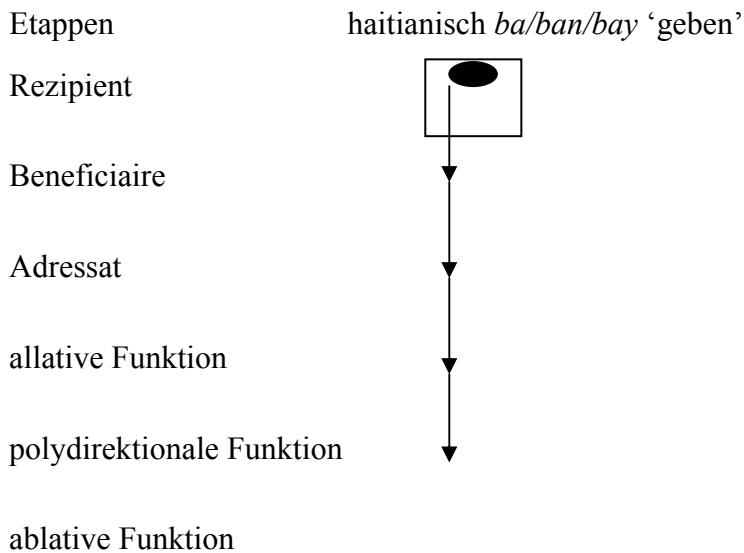 Etappen haitianisch ba/ban/bay ‘geben’
Rezipient
Beneficiaire
Adressat
allative Funktion
polydirektionale Funktion
ablative Funktion